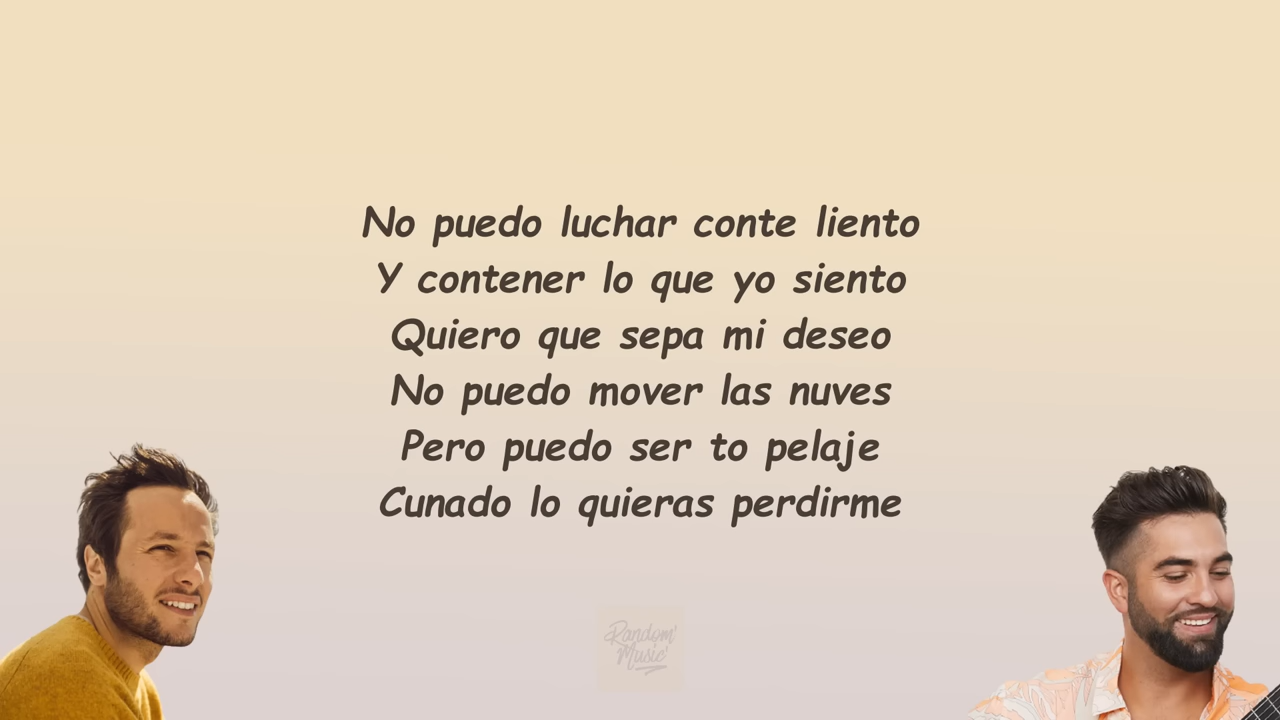 No puedo luchar conte liento
Y contener lo que yo siento
Quiero que sepa mi deseo
No puedo mover las nuves
Pero puedo ser to pelaje
Cunado lo quieras perdirme
Random'
Music'